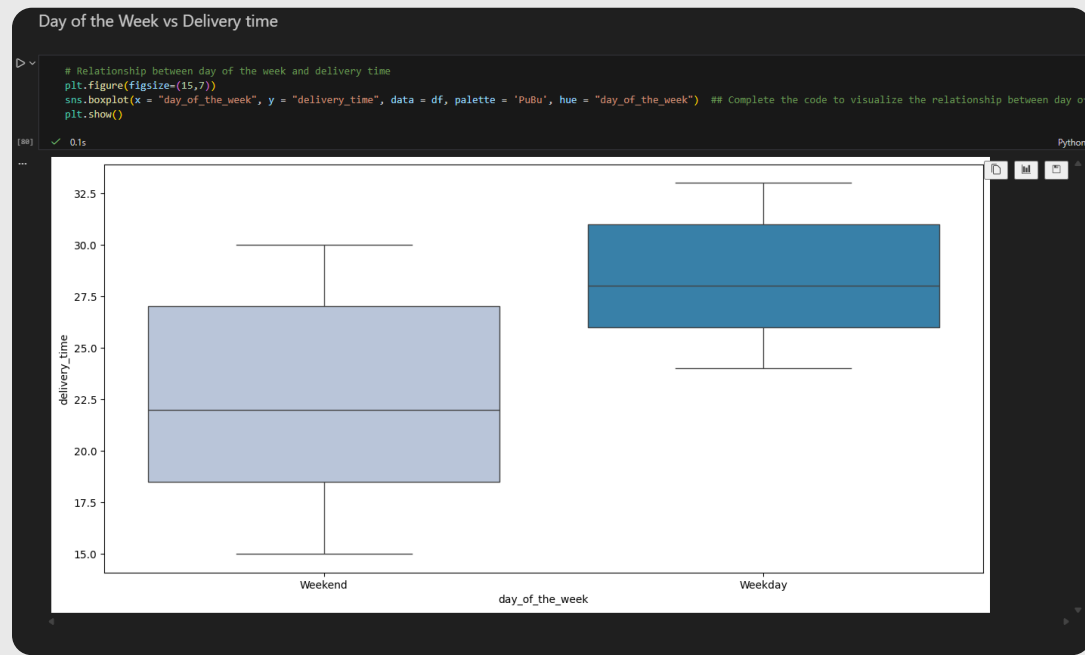 Day of the Week vs Delivery time
# Relationship between day of the week and delivery time
plt.figure(figsize=(15,7))
sns.boxplot(x = "day_of_the_week", y = "delivery_time", data = df, palette = 'PuBu', hue = "day_of_the_week")  ## Complete the code to visualize the relationship between day o
plt.show()
[80]
0.1s
Python
...
32.5
30.0
27.5
25.0
22.5
20.0
17.5
15.0
delivery_time
Weekend
Weekday
day_of_the_week